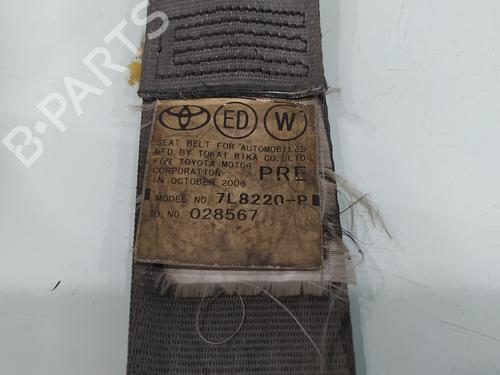 B-PARTS
ED W
SEAT BELT FOR AUTOMOBILES
MFD. BY TOKAI RIKA CO., LTD.
FOR TOYOTA MOTOR
CORPORATION PRE
IN OCTOBER 2006
MODEL NO. 7L8220-P
ID. NO. 028567